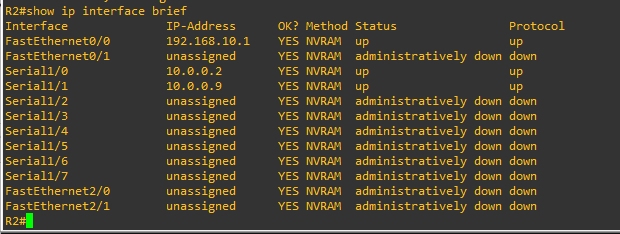 R2#show ip interface brief
Interface IP-Address OK? Method Status Protocol
FastEthernet0/0 192.168.10.1 YES NVRAM up up
FastEthernet0/1 unassigned YES NVRAM administratively down down
Serial1/0 10.0.0.2 YES NVRAM up up
Serial1/1 10.0.0.9 YES NVRAM up up
Serial1/2 unassigned YES NVRAM administratively down down
Serial1/3 unassigned YES NVRAM administratively down down
Serial1/4 unassigned YES NVRAM administratively down down
Serial1/5 unassigned YES NVRAM administratively down down
Serial1/6 unassigned YES NVRAM administratively down down
Serial1/7 unassigned YES NVRAM administratively down down
FastEthernet2/0 unassigned YES NVRAM administratively down down
FastEthernet2/1 unassigned YES NVRAM administratively down down
R2#